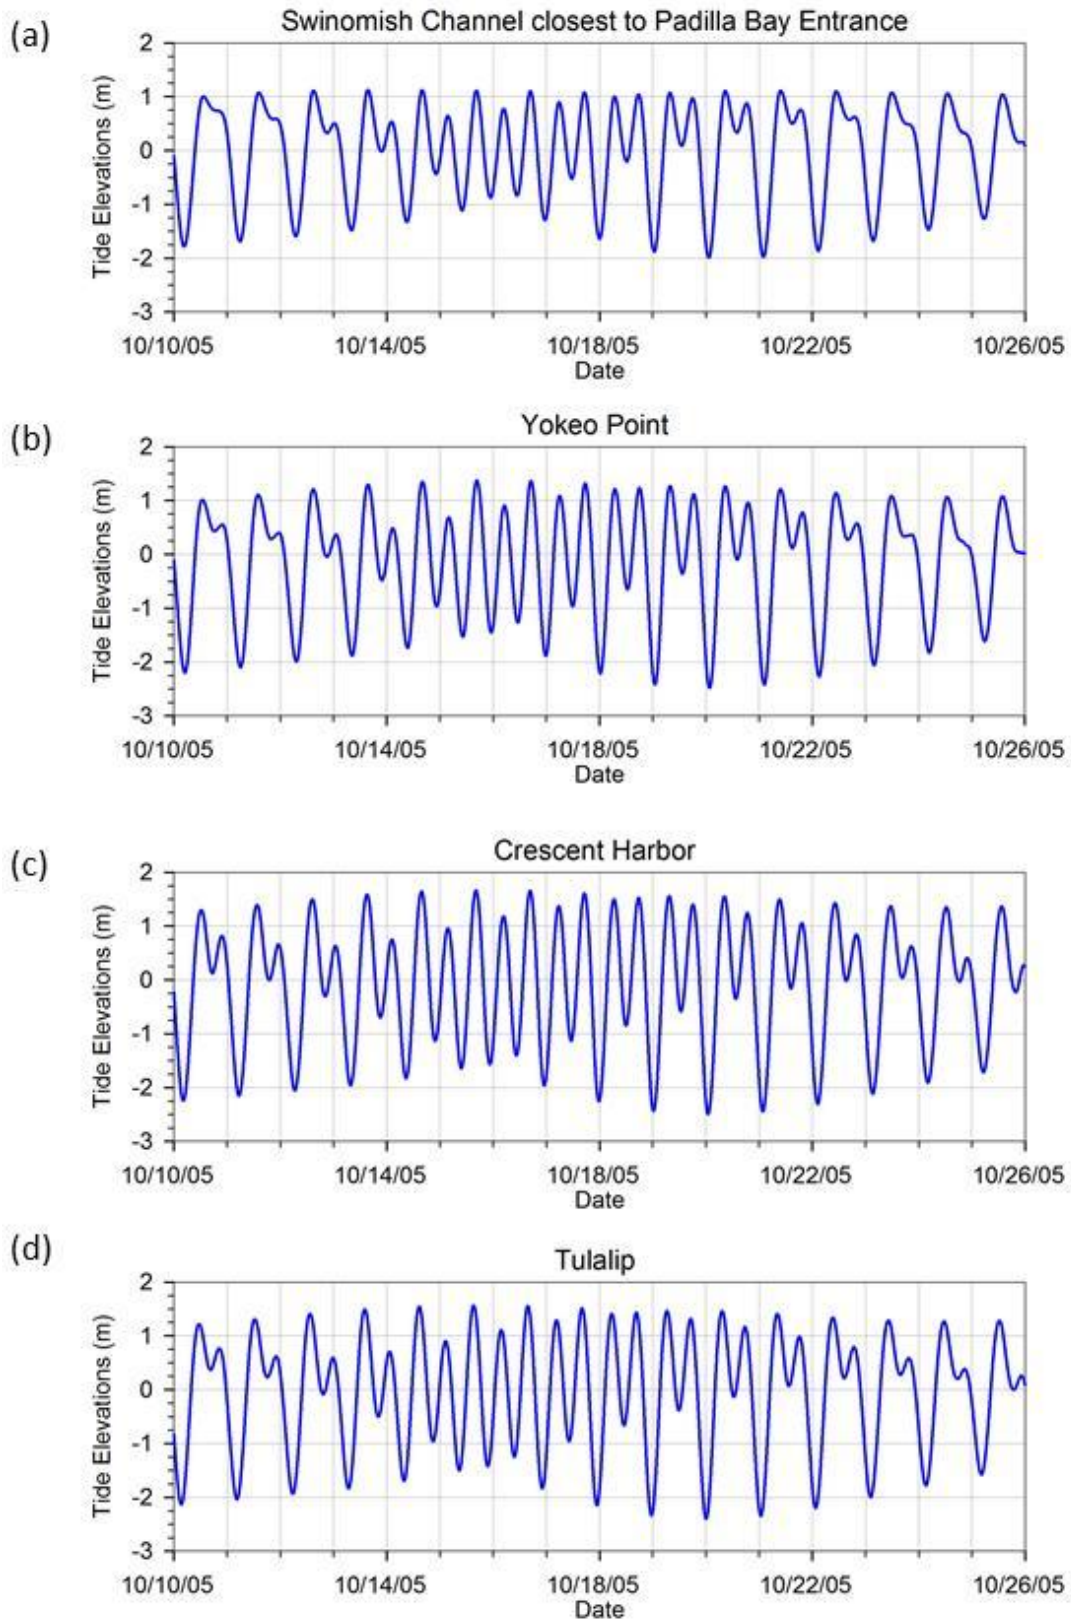 (a)
Swinomish Channel closest to Padilla Bay Entrance
Tide Elevations (m)
2
1
0
-1
-2
-3
10/10/05 10/14/05 10/18/05 10/22/05 10/26/05
Date
(b)
Yokeo Point
Tide Elevations (m)
2
1
0
-1
-2
-3
10/10/05 10/14/05 10/18/05 10/22/05 10/26/05
Date
(c)
Crescent Harbor
Tide Elevations (m)
2
1
0
-1
-2
-3
10/10/05 10/14/05 10/18/05 10/22/05 10/26/05
Date
(d)
Tulalip
Tide Elevations (m)
2
1
0
-1
-2
-3
10/10/05 10/14/05 10/18/05 10/22/05 10/26/05
Date